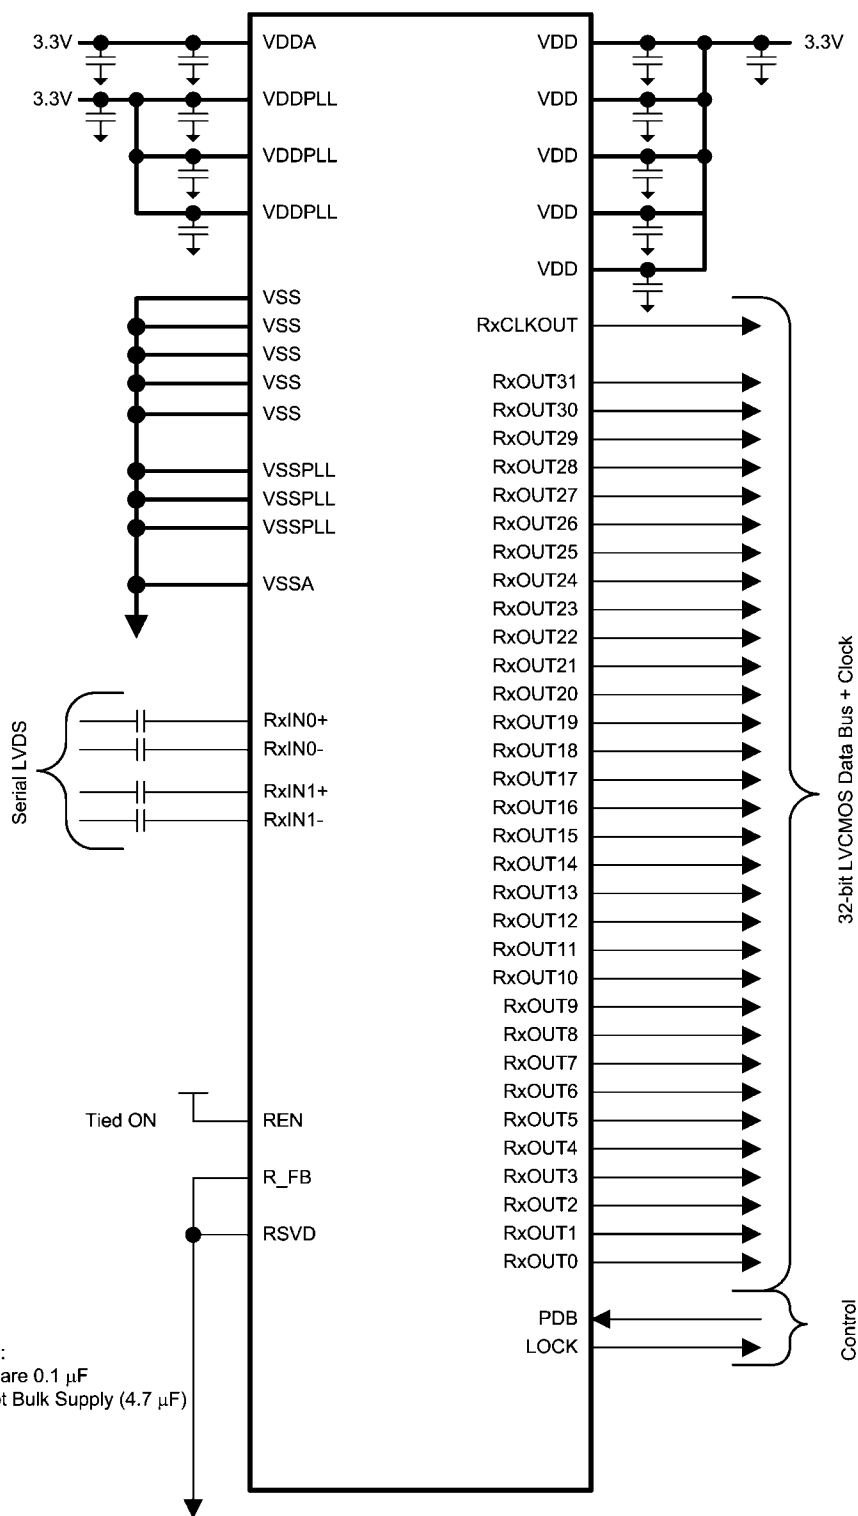 3.3V
VDDA
3.3V
VDDPLL
VDDPLL
VDDPLL
VSS
VSS
VSS
VSS
VSS
VSSPLL
VSSPLL
VSSPLL
VSSA
Serial LVDS
RxIN0+
RxIN0-
RxIN1+
RxIN1-
Tied ON
REN
R_FB
RSVD
:
are 0.1 μF
Bulk Supply (4.7 μF)
VDD
3.3V
VDD
VDD
VDD
VDD
RxCLKOUT
RxOUT31
RxOUT30
RxOUT29
RxOUT28
RxOUT27
RxOUT26
RxOUT25
RxOUT24
RxOUT23
RxOUT22
RxOUT21
RxOUT20
RxOUT19
RxOUT18
RxOUT17
RxOUT16
RxOUT15
RxOUT14
RxOUT13
RxOUT12
RxOUT11
RxOUT10
RxOUT9
RxOUT8
RxOUT7
RxOUT6
RxOUT5
RxOUT4
RxOUT3
RxOUT2
RxOUT1
RxOUT0
32-bit LVCMOS Data Bus + Clock
PDB
LOCK
Control